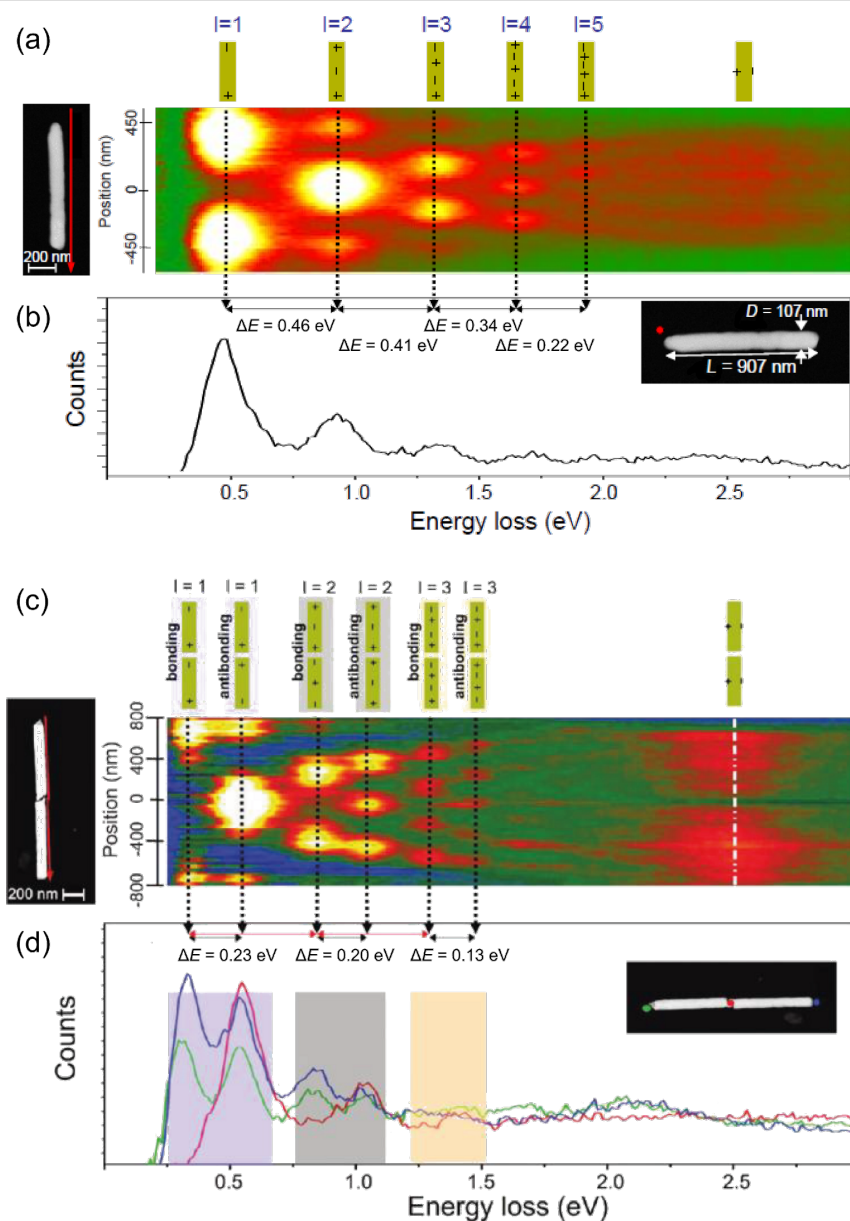 (a)
l=1 l=2 l=3 l=4 l=5
Position (nm)
450
0
-450
200 nm
(b)
ΔE = 0.46 eV
ΔE = 0.41 eV
ΔE = 0.34 eV
ΔE = 0.22 eV
D = 107 nm
L = 907 nm
Counts
0.5 1.0 1.5 2.0 2.5
Energy loss (eV)
(c)
l = 1 l = 1 l = 2 l = 2 l = 3 l = 3
bonding antibonding bonding antibonding bonding antibonding
Position (nm)
800
400
0
-400
-800
200 nm
(d)
ΔE = 0.23 eV ΔE = 0.20 eV ΔE = 0.13 eV
Counts
0.5 1.0 1.5 2.0 2.5
Energy loss (eV)